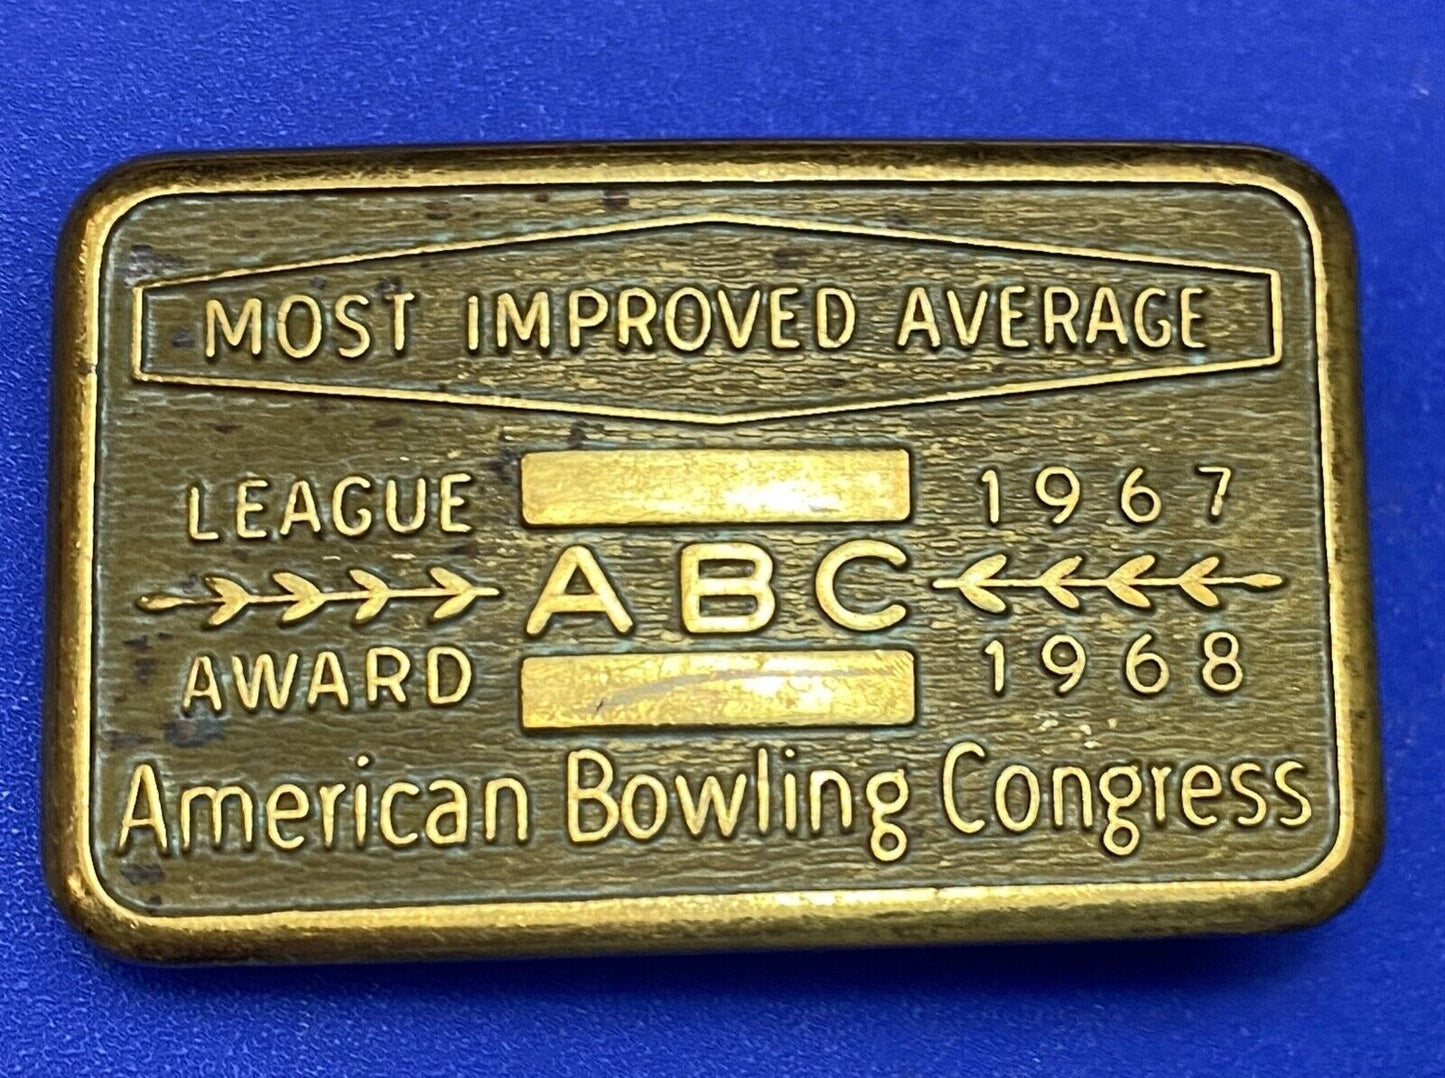 MOST IMPROVED AVERAGE
LEAGUE 1967
ABC
AWARD 1968
American Bowling Congress